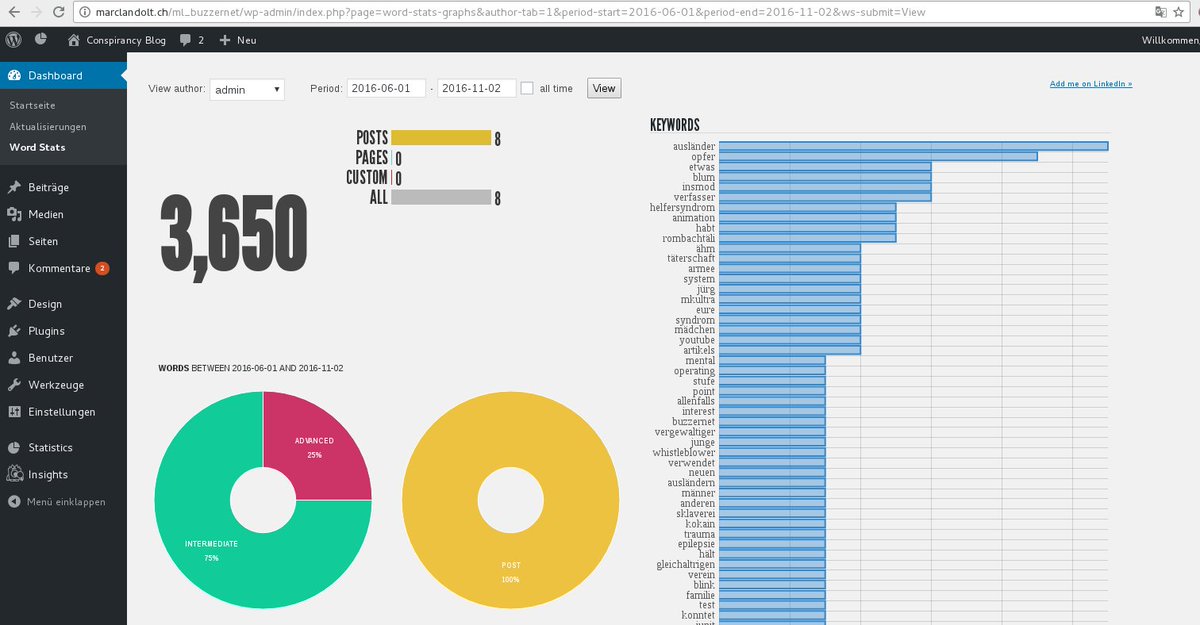 marclandolt.ch/ml_buzzernet/wp-admin/index.php?page=word-stats-graphs&author-tab=1&period-start=2016-06-01&period-end=2016-11-02&ws-submit=View
Conspirancy Blog 2 Neu Willkommen,
Dashboard
Startseite
Aktualisierungen
Word Stats
Beiträge
Medien
Seiten
Kommentare 2
Design
Plugins
Benutzer
Werkzeuge
Einstellungen
Statistics
Insights
Menü einklappen
View author: admin Period: 2016-06-01 - 2016-11-02 all time View
Add me on LinkedIn »
3,650
POSTS 8
PAGES 0
CUSTOM 0
ALL 8
WORDS BETWEEN 2016-06-01 AND 2016-11-02
ADVANCED
25%
INTERMEDIATE
75%
POST
100%
KEYWORDS
ausländer
opfer
etwas
blum
insmod
verfasser
helfersyndrom
animation
habt
rombachtäli
ähm
täterschaft
armee
system
jürg
mkultra
eure
syndrom
mädchen
youtube
artikels
mental
operating
stufe
point
allenfalls
interest
buzzernet
vergewaltiger
junge
whistleblower
verwendet
neuen
ausländern
männer
anderen
sklaverei
kokain
trauma
epilepsie
hält
gleichaltrigen
verein
blink
familie
test
konntet